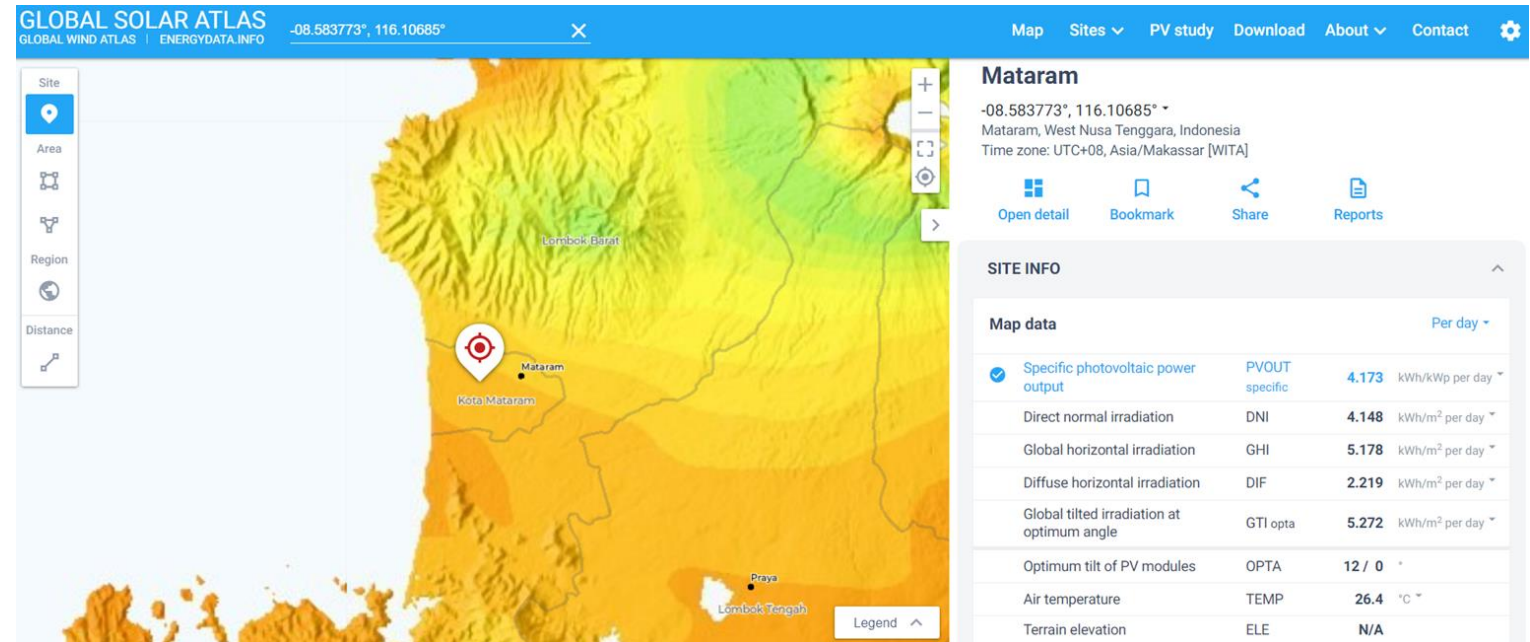 GLOBAL SOLAR ATLAS
GLOBAL WIND ATLAS | ENERGYDATA.INFO
-08.583773°, 116.10685°
Map Sites PV study Download About Contact
Site
Area
Region
Distance
Lombok Barat
Mataram
Kota Mataram
Praya
Lombok Tengah
Legend
Mataram
-08.583773°, 116.10685°
Mataram, West Nusa Tenggara, Indonesia
Time zone: UTC+08, Asia/Makassar [WITA]
Open detail Bookmark Share Reports
SITE INFO
Map data Per day
Specific photovoltaic power output PVOUT specific 4.173 kWh/kWp per day
Direct normal irradiation DNI 4.148 kWh/m² per day
Global horizontal irradiation GHI 5.178 kWh/m² per day
Diffuse horizontal irradiation DIF 2.219 kWh/m² per day
Global tilted irradiation at optimum angle GTI opta 5.272 kWh/m² per day
Optimum tilt of PV modules OPTA 12 / 0 °
Air temperature TEMP 26.4 °C
Terrain elevation ELE N/A